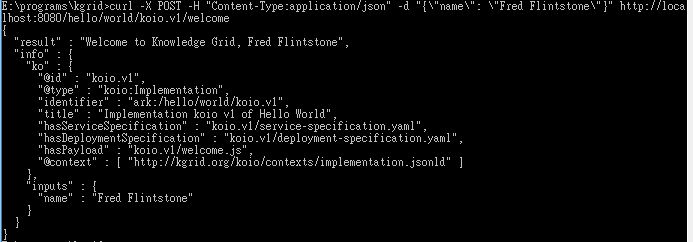 E:\programs\kgrid>curl -X POST -H "Content-Type:application/json" -d "{\"name\": \"Fred Flintstone\"}" http://loca
lhost:8080/hello/world/koio.v1/welcome
{
  "result" : "Welcome to Knowledge Grid, Fred Flintstone",
  "info" : {
    "ko" : {
      "@id" : "koio.v1",
      "@type" : "koio:Implementation",
      "identifier" : "ark:/hello/world/koio.v1",
      "title" : "Implementation koio v1 of Hello World",
      "hasServiceSpecification" : "koio.v1/service-specification.yaml",
      "hasDeploymentSpecification" : "koio.v1/deployment-specification.yaml",
      "hasPayload" : "koio.v1/welcome.js",
      "@context" : [ "http://kgrid.org/koio/contexts/implementation.jsonld" ]
    },
    "inputs" : {
      "name" : "Fred Flintstone"
    }
  }
}